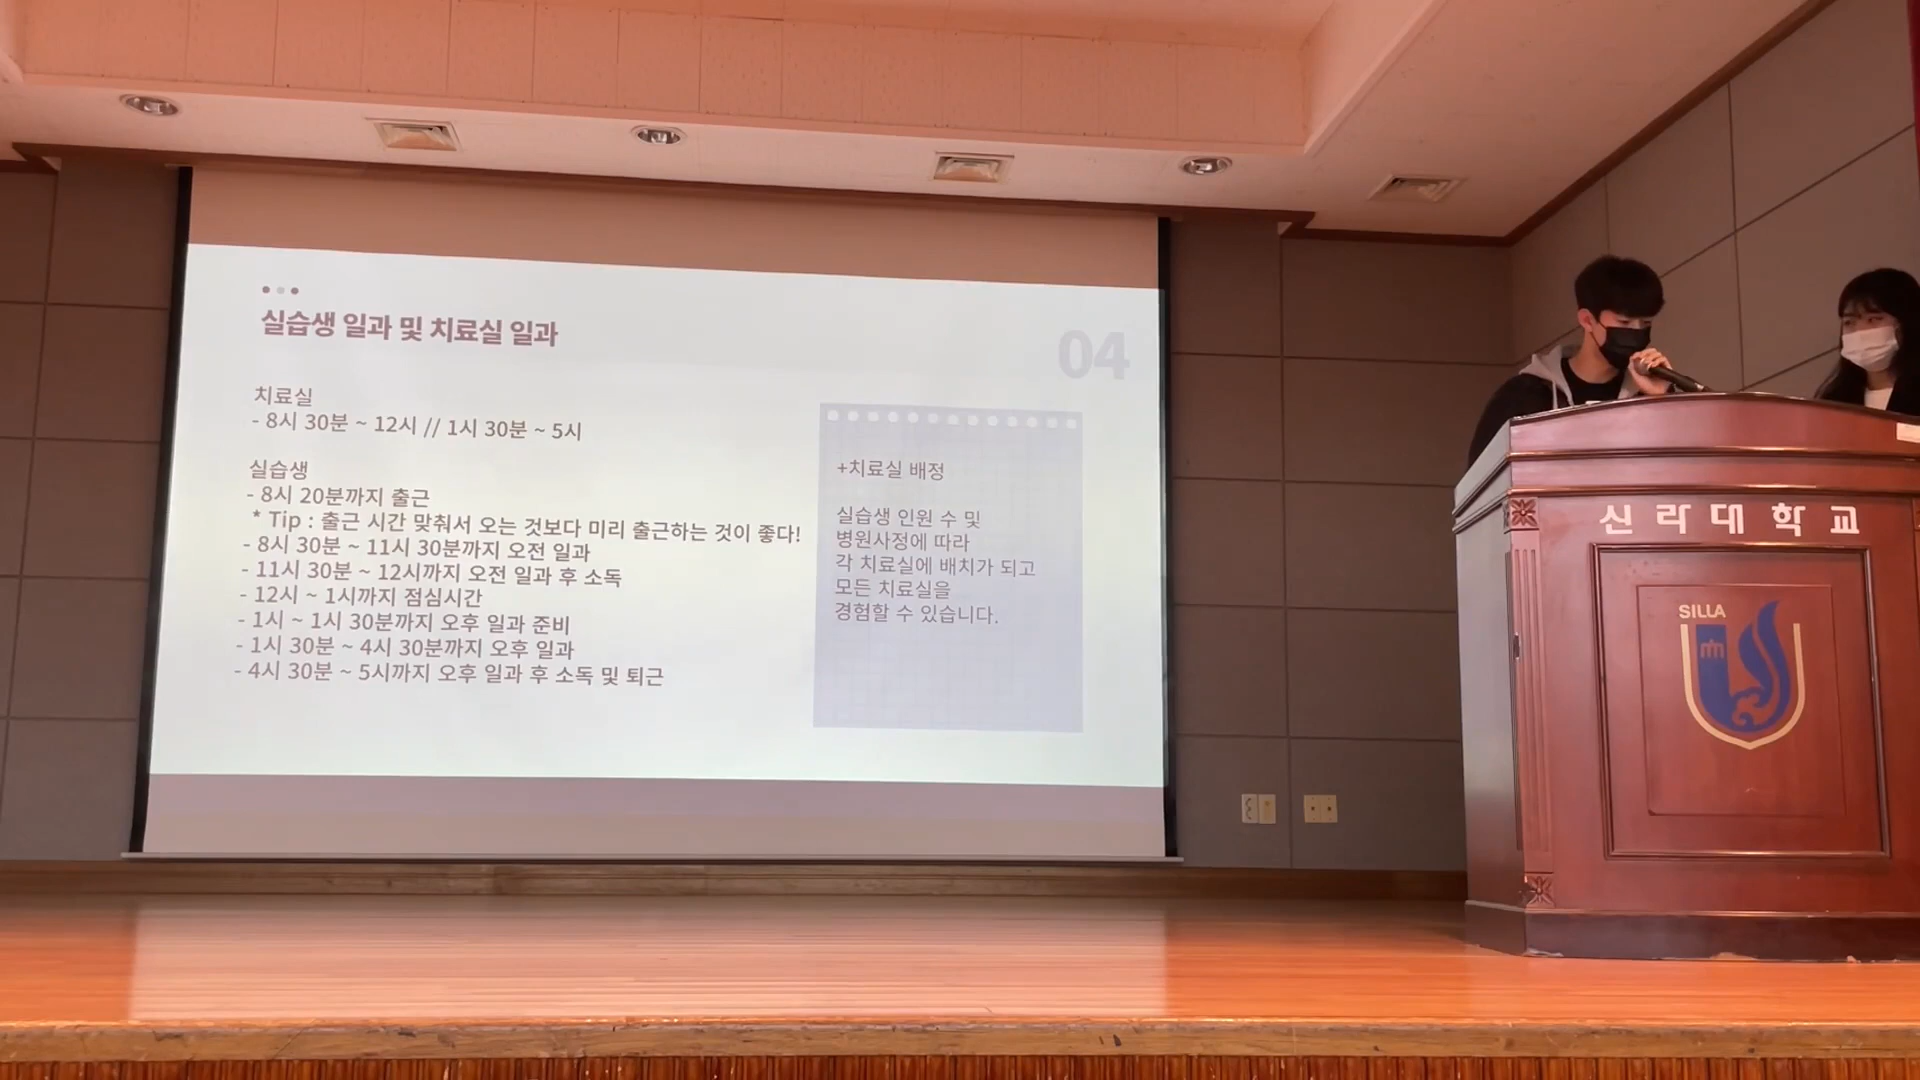 실습생 일과 및 치료실 일과
04
치료실
- 8시 30분 ~ 12시 // 1시 30분 ~ 5시
실습생
- 8시 20분까지 출근
* Tip : 출근 시간 맞춰서 오는 것보다 미리 출근하는 것이 좋다!
- 8시 30분 ~ 11시 30분까지 오전 일과
- 11시 30분 ~ 12시까지 오전 일과 후 소독
- 12시 ~ 1시까지 점심시간
- 1시 ~ 1시 30분까지 오후 일과 준비
- 1시 30분 ~ 4시 30분까지 오후 일과
- 4시 30분 ~ 5시까지 오후 일과 후 소독 및 퇴근
+치료실 배정
실습생 인원 수 및
병원사정에 따라
각 치료실에 배치가 되고
모든 치료실을
경험할 수 있습니다.
신라대학교
SILLA